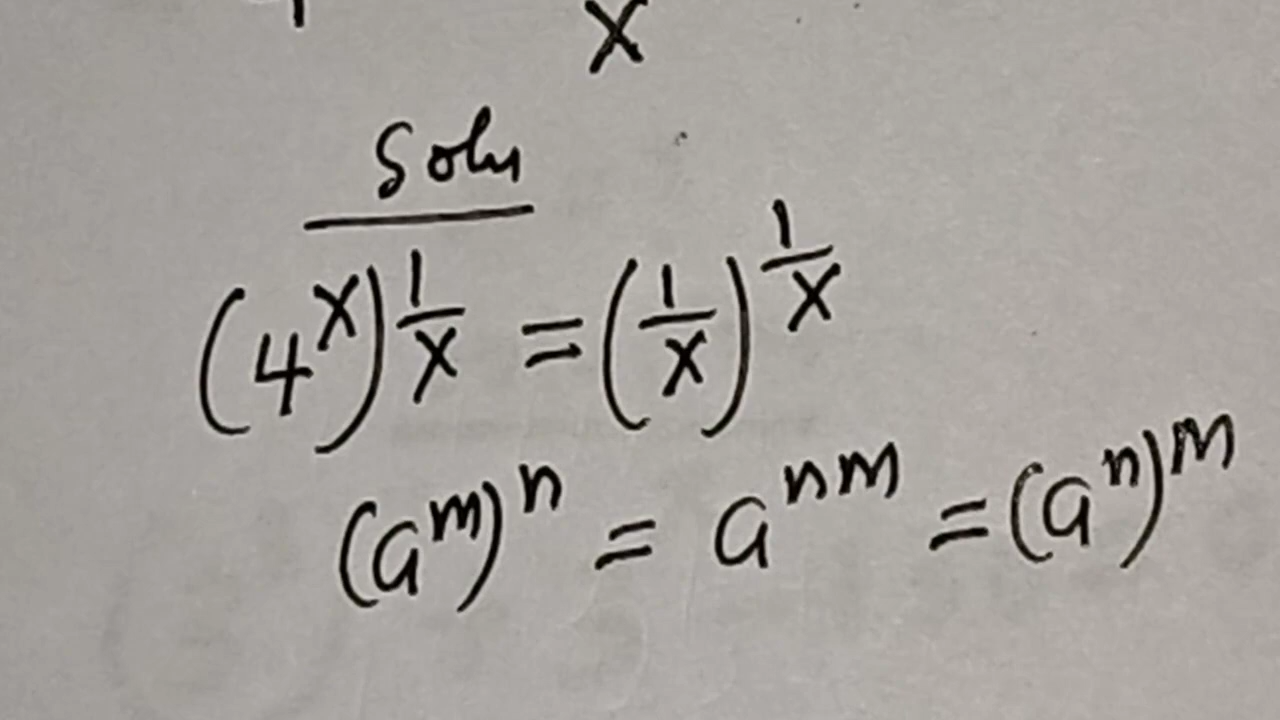 x
Soln
(4^x)^(1/x) = (1/x)^(1/x)
(a^m)^n = a^(nm) = (a^n)^m